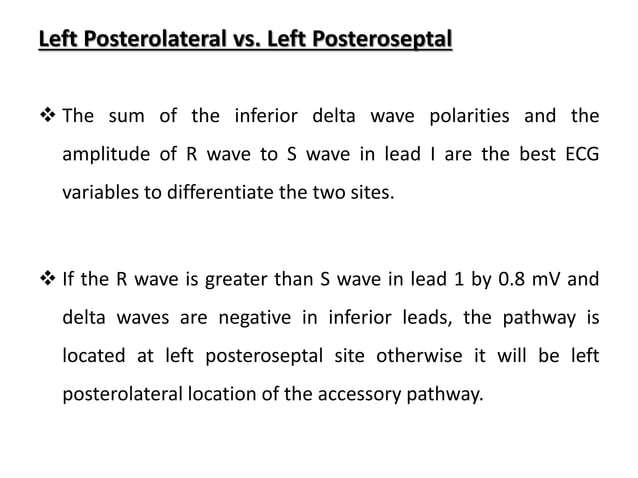 Left Posterolateral vs. Left Posteroseptal
❖ The sum of the inferior delta wave polarities and the
amplitude of R wave to S wave in lead I are the best ECG
variables to differentiate the two sites.
❖ If the R wave is greater than S wave in lead 1 by 0.8 mV and
delta waves are negative in inferior leads, the pathway is
located at left posteroseptal site otherwise it will be left
posterolateral location of the accessory pathway.